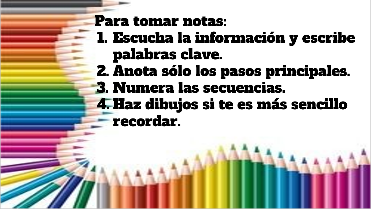 Para tomar notas:
1. Escucha la información y escribe
palabras clave.
2. Anota sólo los pasos principales.
3. Numera las secuencias.
4. Haz dibujos si te es más sencillo
recordar.